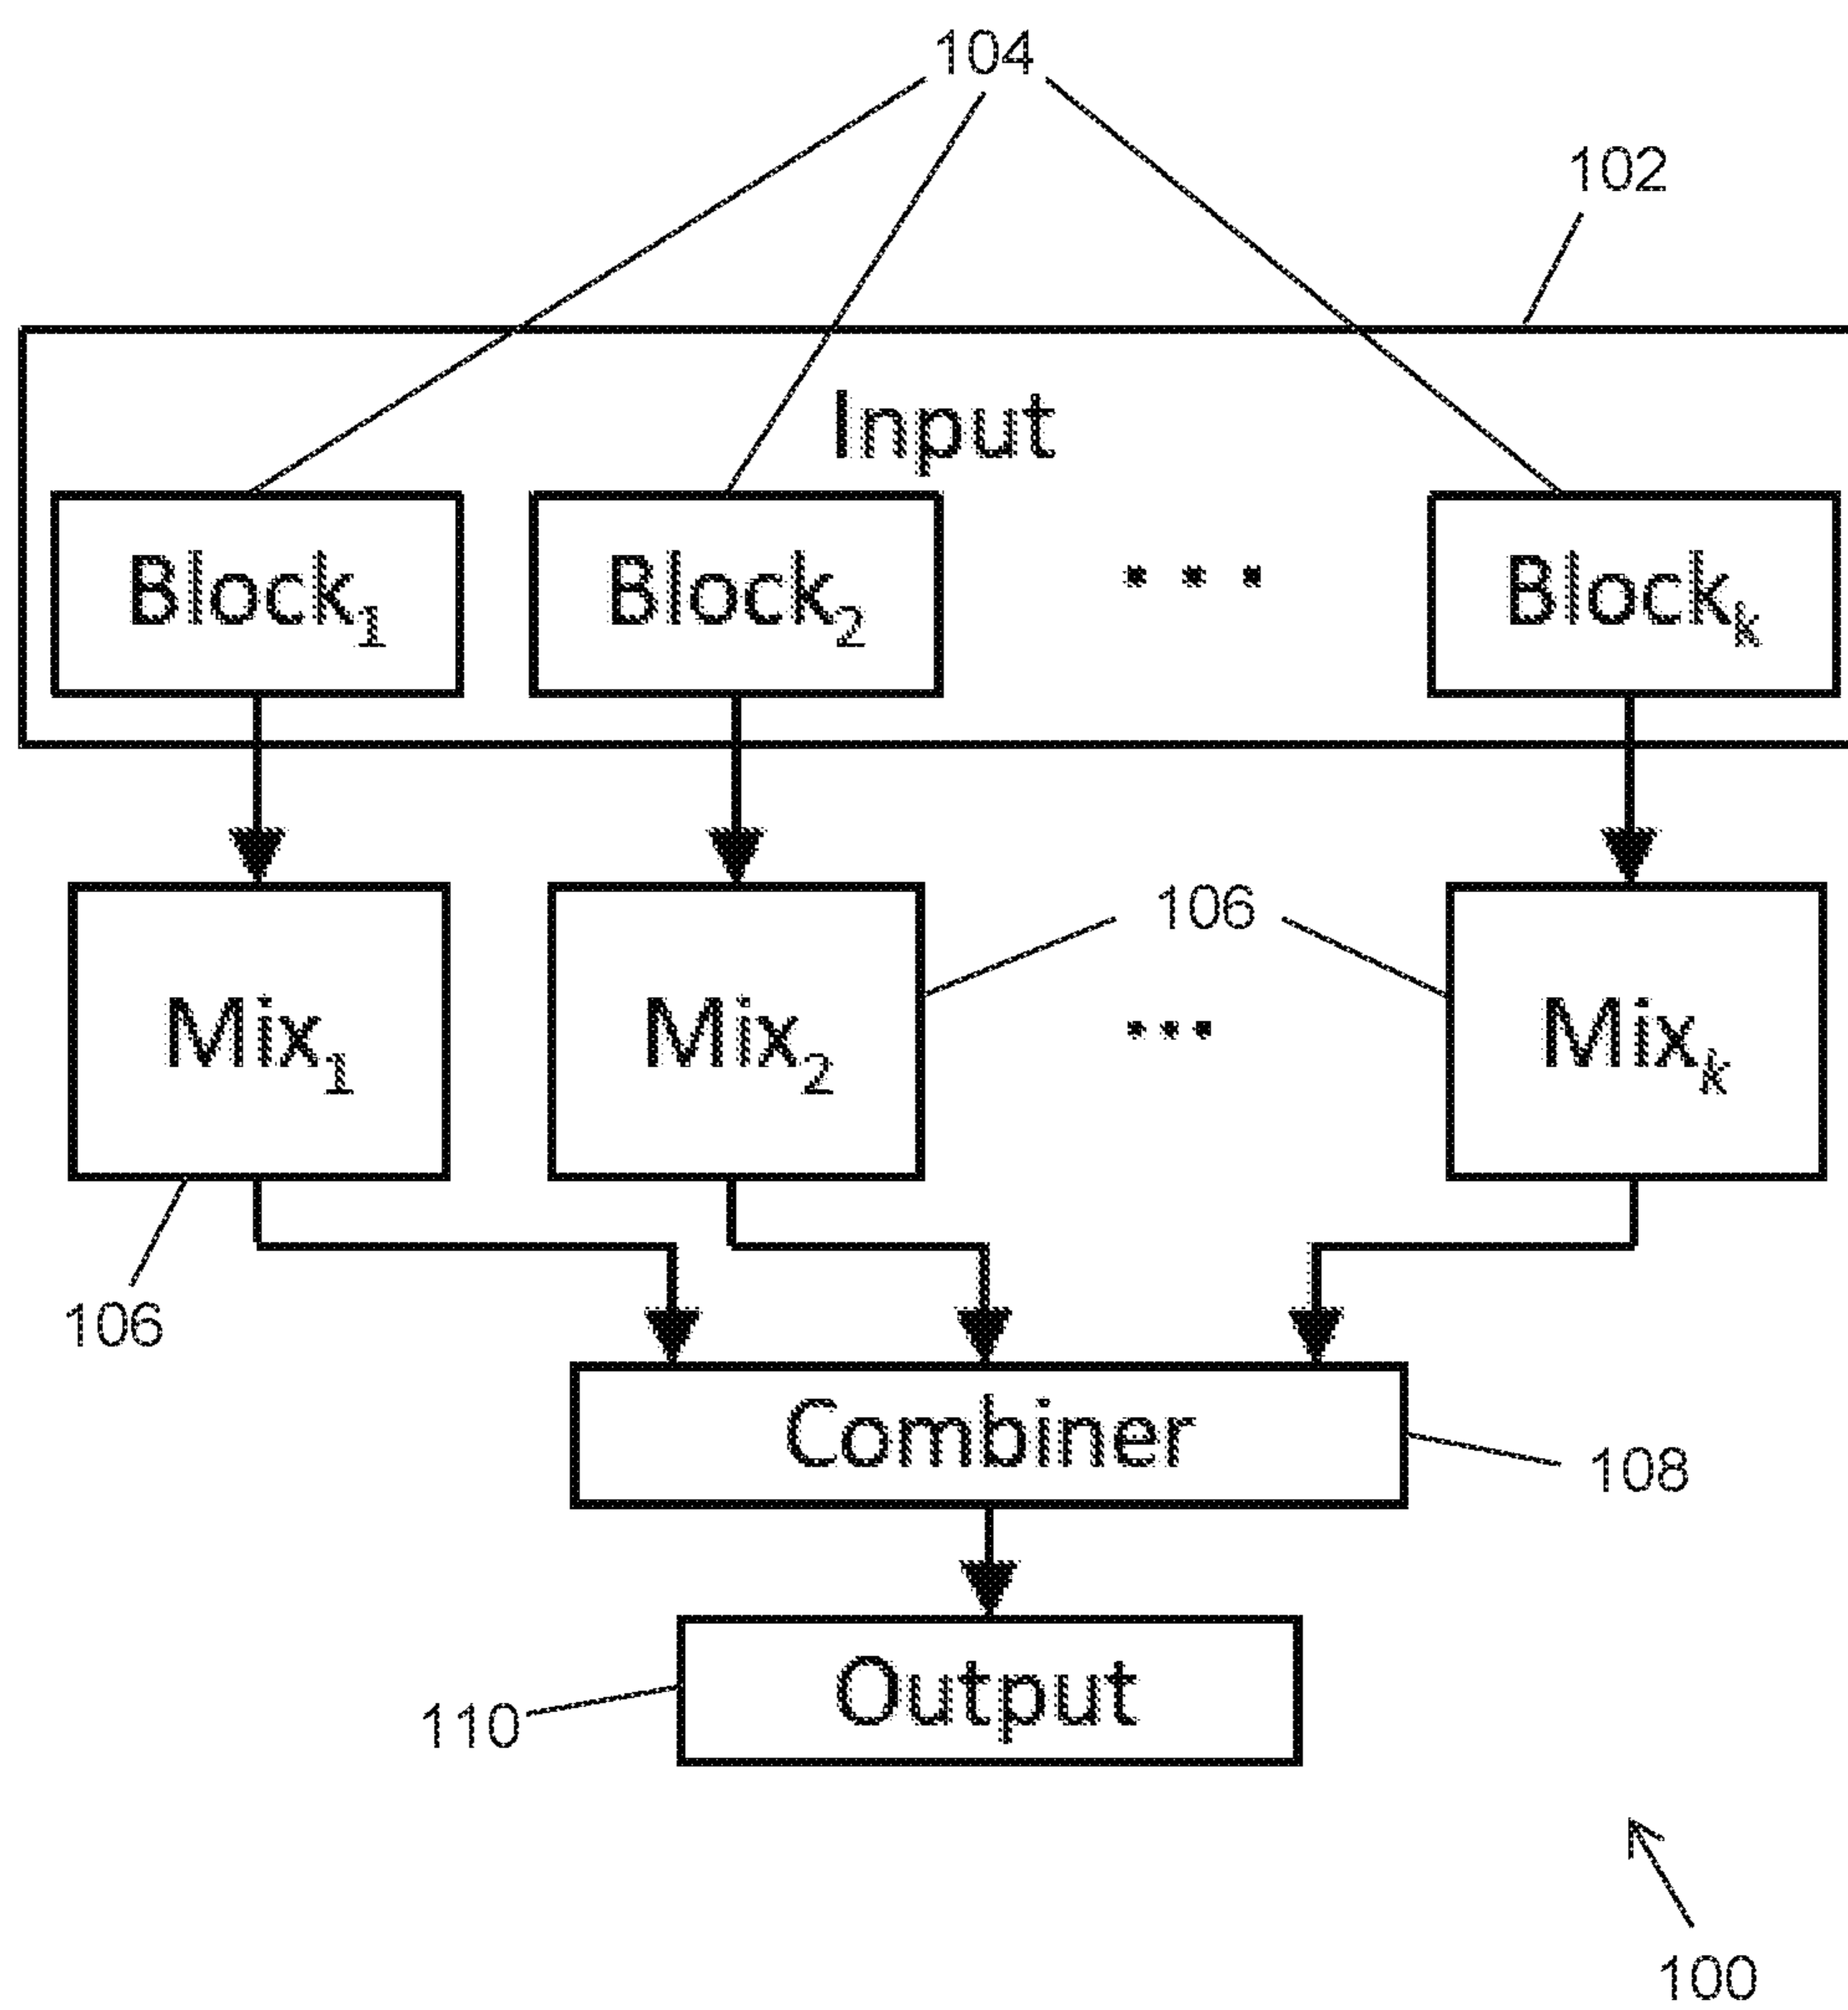 104
102
Input
Block₁ Block₂ ... Blockₖ
Mix₁ Mix₂ 106 ... Mixₖ
106
Combiner
108
Output
110
100